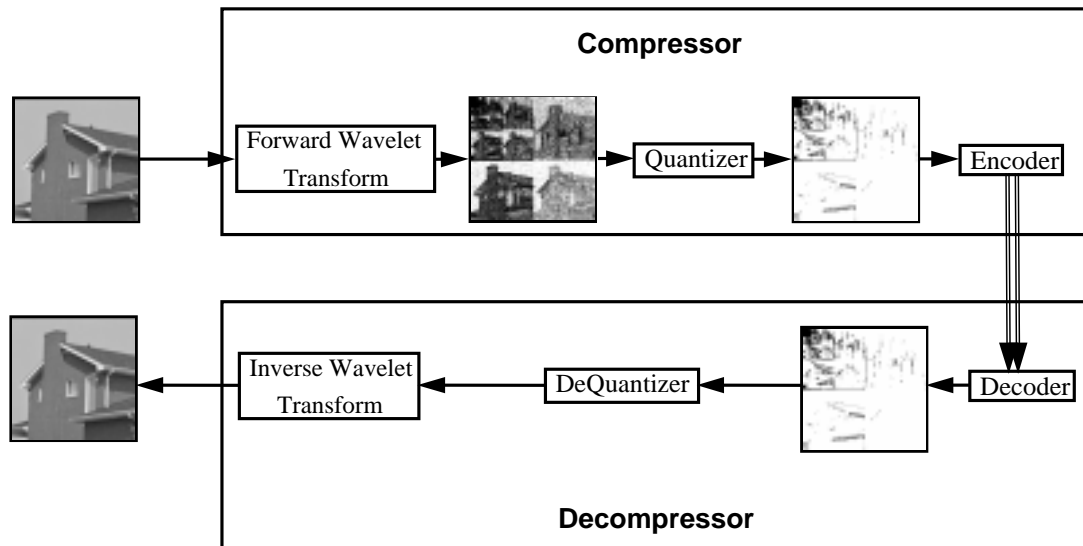 Compressor
Forward Wavelet
Transform
Quantizer
Encoder
Inverse Wavelet
Transform
DeQuantizer
Decoder
Decompressor